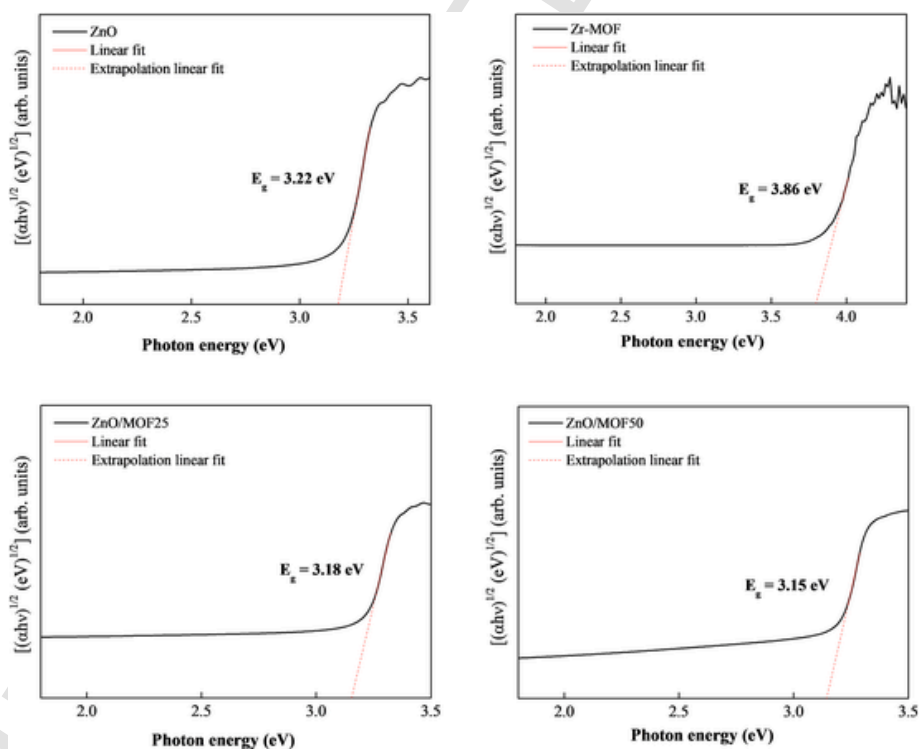 ZnO
Linear fit
Extrapolation linear fit
E_g = 3.22 eV
[(αhν)^1/2 (eV)^1/2] (arb. units)
2.0 2.5 3.0 3.5
Photon energy (eV)
Zr-MOF
Linear fit
Extrapolation linear fit
E_g = 3.86 eV
[(αhν)^1/2 (eV)^1/2] (arb. units)
2.0 2.5 3.0 3.5 4.0
Photon energy (eV)
ZnO/MOF25
Linear fit
Extrapolation linear fit
E_g = 3.18 eV
[(αhν)^1/2 (eV)^1/2] (arb. units)
2.0 2.5 3.0 3.5
Photon energy (eV)
ZnO/MOF50
Linear fit
Extrapolation linear fit
E_g = 3.15 eV
[(αhν)^1/2 (eV)^1/2] (arb. units)
2.0 2.5 3.0 3.5
Photon energy (eV)